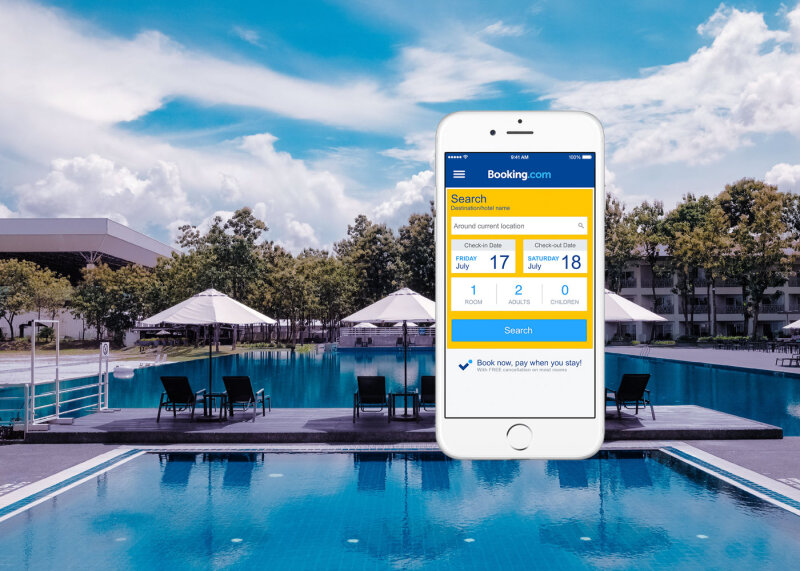 9:41 AM 100%
Booking.com
Search
Destination/hotel name
Around current location
Check-in Date Check-out Date
FRIDAY July 17 SATURDAY July 18
1 2 0
ROOM ADULTS CHILDREN
Search
Book now, pay when you stay!
With FREE cancellation on most rooms